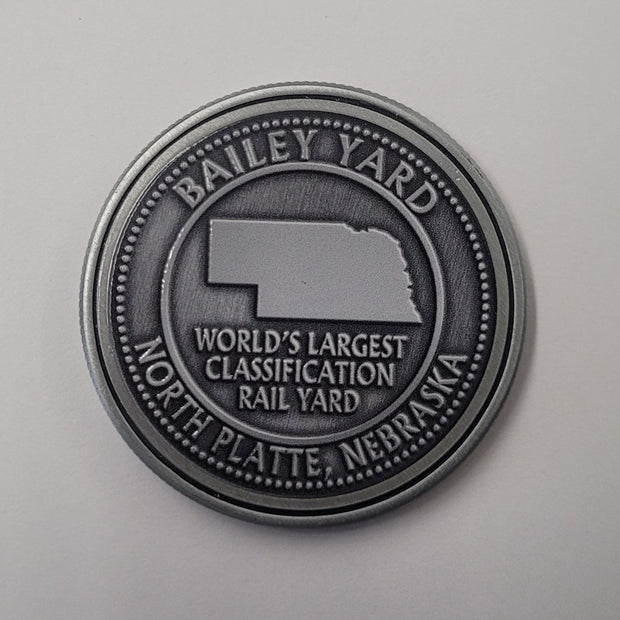 BAILEY YARD
WORLD'S LARGEST
CLASSIFICATION
RAIL YARD
NORTH PLATTE, NEBRASKA